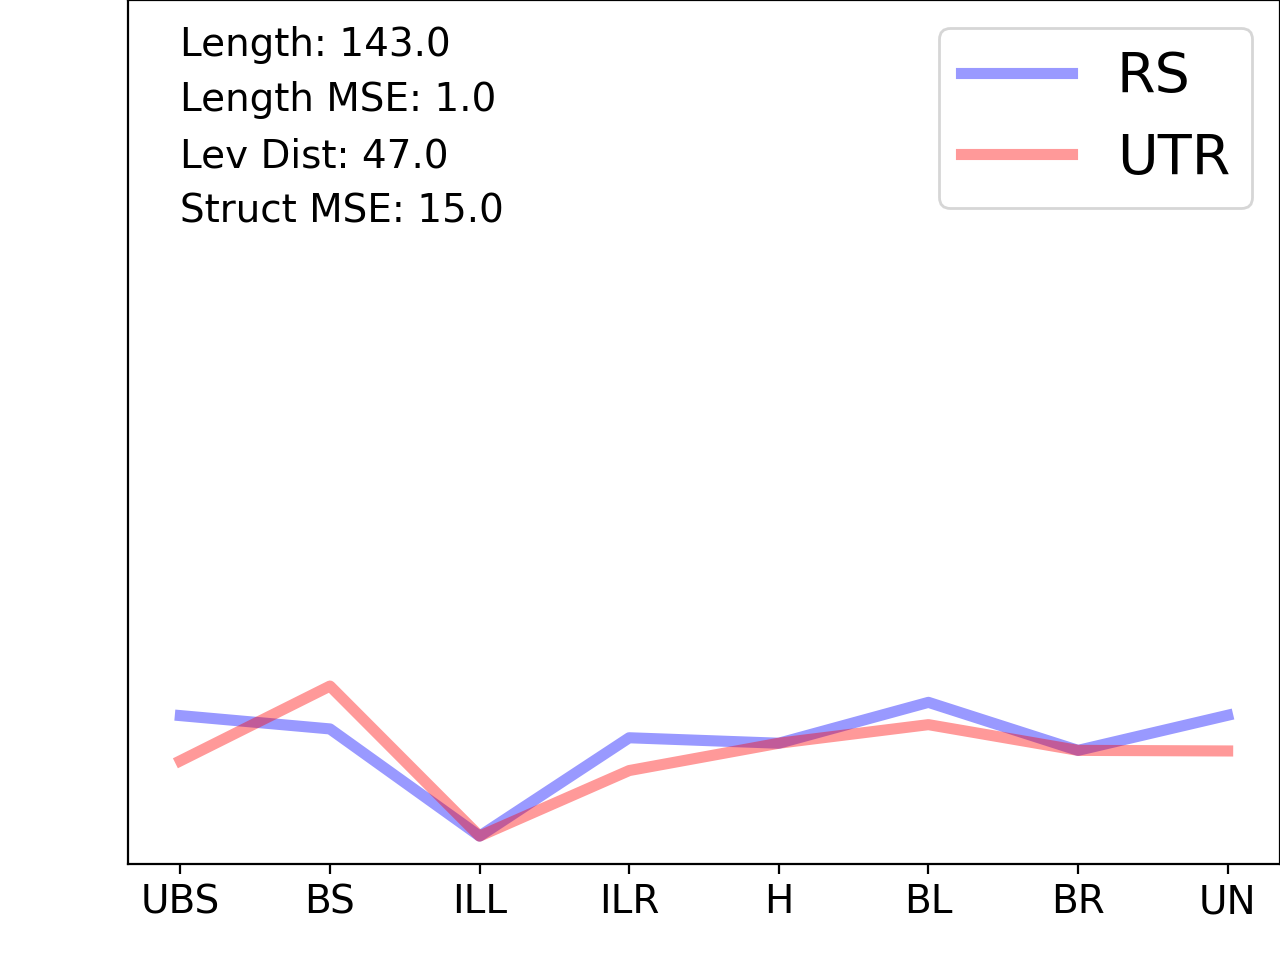 Length: 143.0
Length MSE: 1.0
Lev Dist: 47.0
Struct MSE: 15.0
RS
UTR
UBS BS ILL ILR H BL BR UN